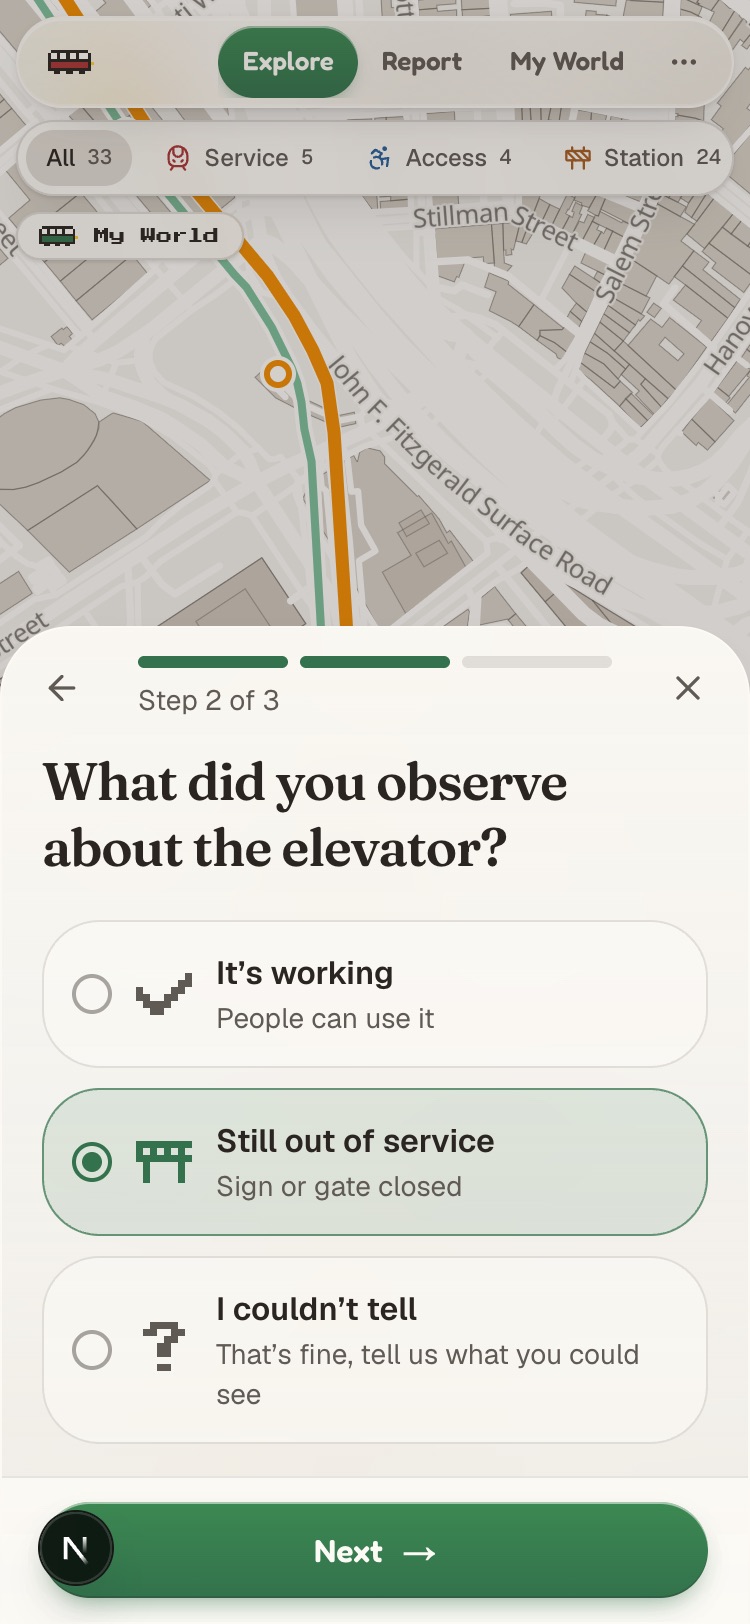 Explore
Report
My World
All 33
Service 5
Access 4
Station 24
My World
Stillman Street
Salem Stre
Hanov
John F. Fitzgerald Surface Road
treet
Step 2 of 3
What did you observe
about the elevator?
It’s working
People can use it
Still out of service
Sign or gate closed
I couldn’t tell
That’s fine, tell us what you could
see
N
Next →